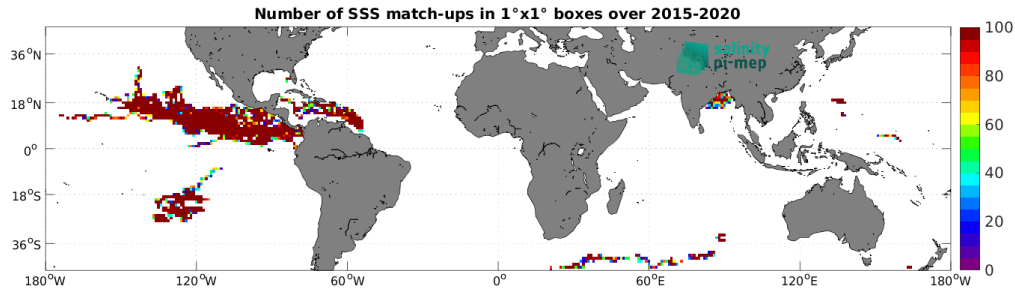 Number of SSS match-ups in 1°x1° boxes over 2015-2020
36°N
18°N
0°
18°S
36°S
180°W
120°W
60°W
0°
60°E
120°E
180°W
salinity
pi-mep
100
80
60
40
20
0